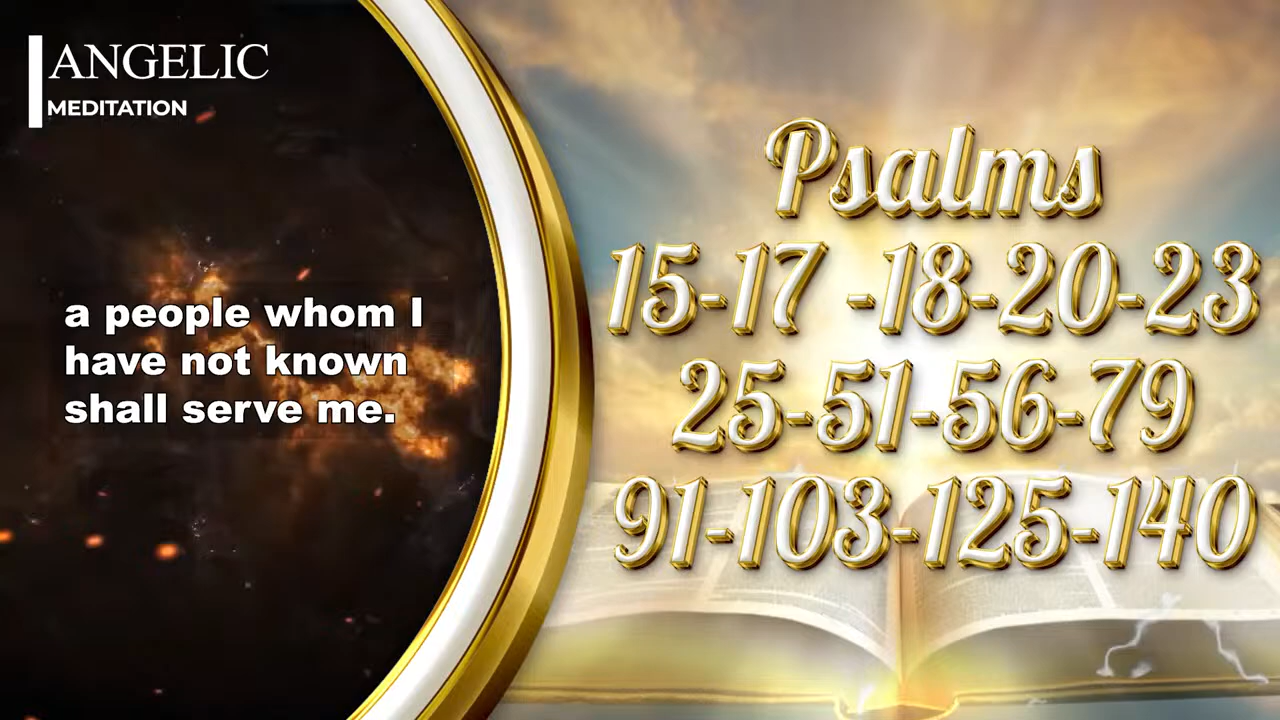 ANGELIC
MEDITATION
a people whom I
have not known
shall serve me.
Psalms
15-17 -18-20-23
25-51-56-79
91-103-125-140